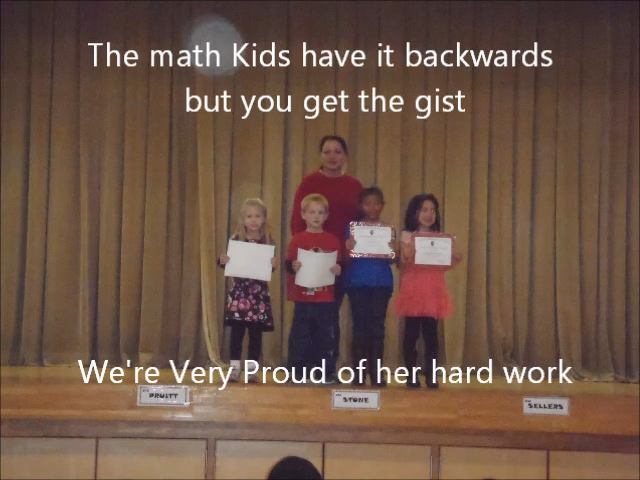 The math Kids have it backwards
but you get the gist
We're Very Proud of her hard work
PRUITT
STONE
SELLERS